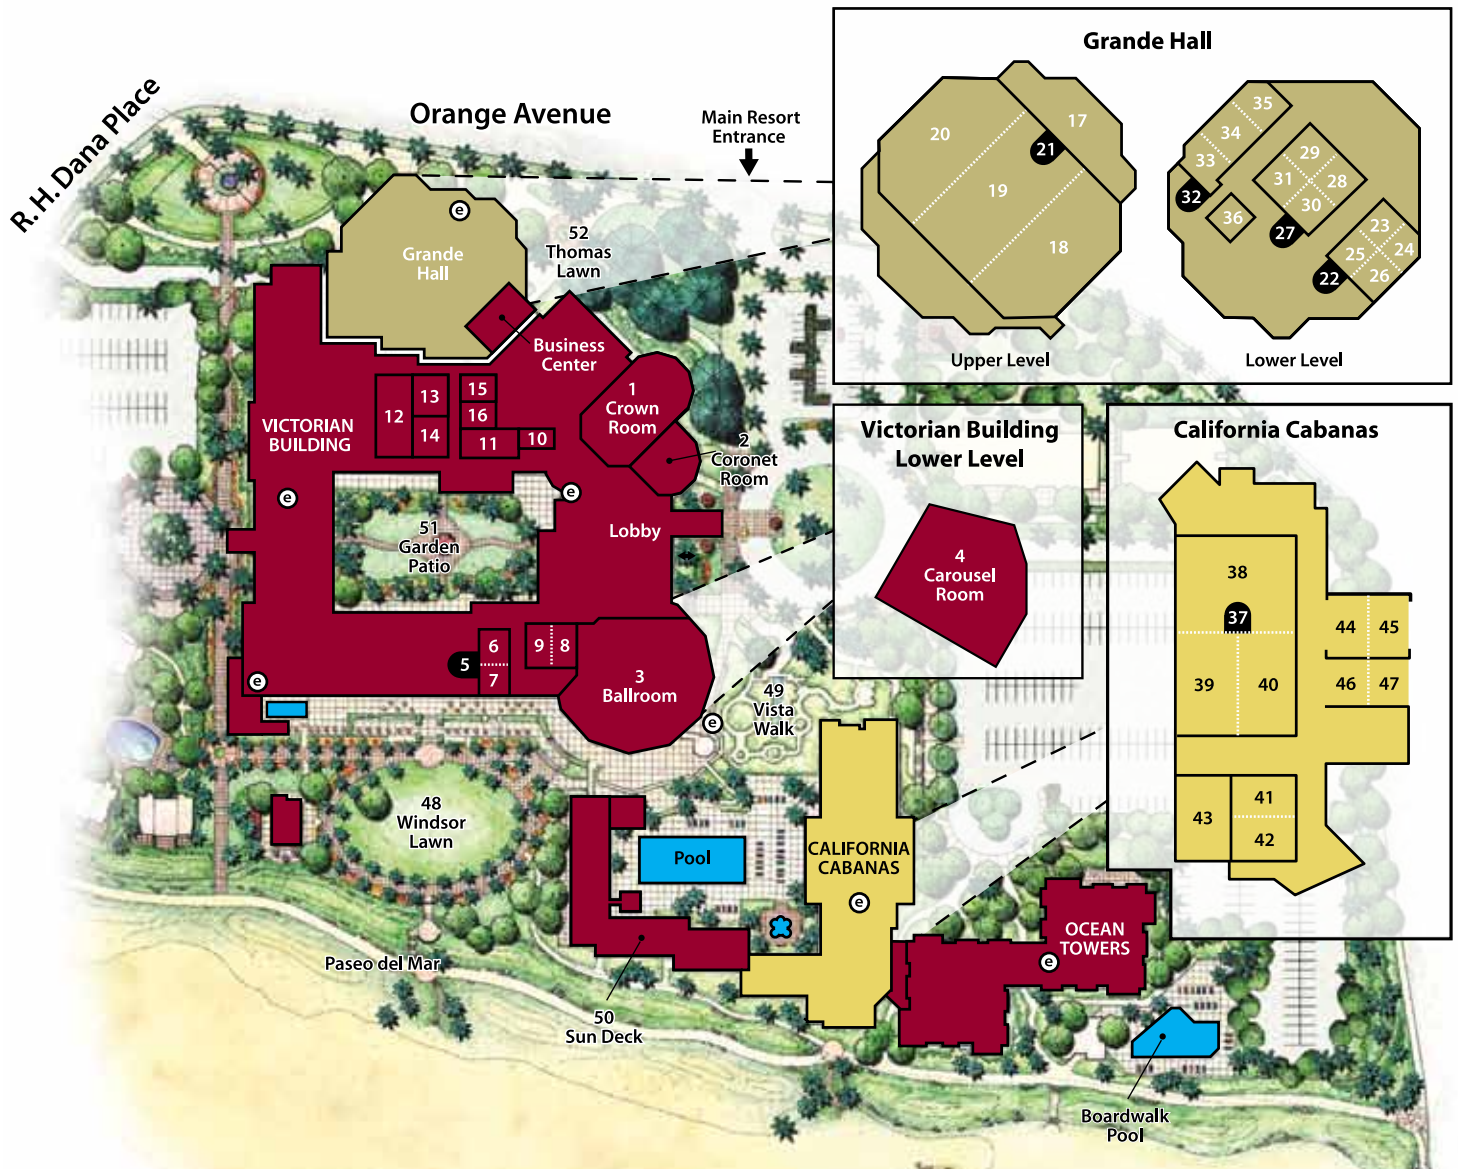 R. H. Dana Place
Orange Avenue
Main Resort
Entrance
Grande Hall
20
17
21
19
18
Upper Level
35
34
33
29
31
28
32
30
36
27
23
25
24
22
26
Lower Level
e
Grande
Hall
52
Thomas
Lawn
Business
Center
VICTORIAN
BUILDING
12
13
14
15
16
11
10
1
Crown
Room
2
Coronet
Room
e
e
51
Garden
Patio
Lobby
5
6
7
9
8
3
Ballroom
e
e
49
Vista
Walk
Victorian Building
Lower Level
4
Carousel
Room
California Cabanas
38
37
39
40
44
45
46
47
43
41
42
48
Windsor
Lawn
Pool
CALIFORNIA
CABANAS
e
OCEAN
TOWERS
e
Paseo del Mar
50
Sun Deck
Boardwalk
Pool